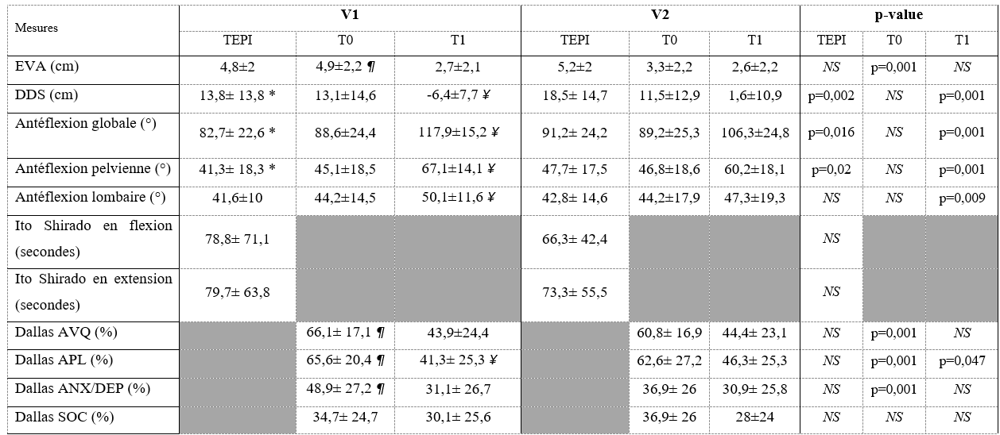 Mesures V1 V2 p-value
TEPI T0 T1 TEPI T0 T1 TEPI T0 T1
EVA (cm) 4,8±2 4,9±2,2 ¶ 2,7±2,1 5,2±2 3,3±2,2 2,6±2,2 NS p=0,001 NS
DDS (cm) 13,8± 13,8 * 13,1±14,6 -6,4±7,7 ¥ 18,5± 14,7 11,5±12,9 1,6±10,9 p=0,002 NS p=0,001
Antéflexion globale (°) 82,7± 22,6 * 88,6±24,4 117,9±15,2 ¥ 91,2± 24,2 89,2±25,3 106,3±24,8 p=0,016 NS p=0,001
Antéflexion pelvienne (°) 41,3± 18,3 * 45,1±18,5 67,1±14,1 ¥ 47,7± 17,5 46,8±18,6 60,2±18,1 p=0,02 NS p=0,001
Antéflexion lombaire (°) 41,6±10 44,2±14,5 50,1±11,6 ¥ 42,8± 14,6 44,2±17,9 47,3±19,3 NS NS p=0,009
Ito Shirado en flexion
(secondes) 78,8± 71,1 66,3± 42,4 NS
Ito Shirado en extension
(secondes) 79,7± 63,8 73,3± 55,5 NS
Dallas AVQ (%) 66,1± 17,1 ¶ 43,9±24,4 60,8± 16,9 44,4± 23,1 NS p=0,001 NS
Dallas APL (%) 65,6± 20,4 ¶ 41,3± 25,3 ¥ 62,6± 27,2 46,3± 25,3 NS p=0,001 p=0,047
Dallas ANX/DEP (%) 48,9± 27,2 ¶ 31,1± 26,7 36,9± 26 30,9± 25,8 NS p=0,001 NS
Dallas SOC (%) 34,7± 24,7 30,1± 25,6 36,9± 26 28±24 NS NS NS